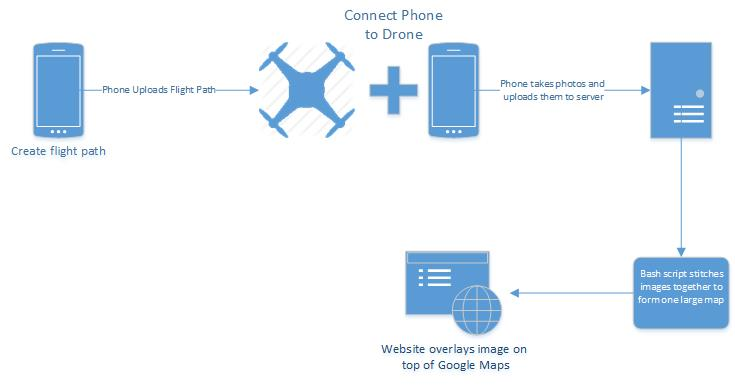 Connect Phone
to Drone
Phone Uploads Flight Path
Phone takes photos and
uploads them to server
Create flight path
Bash script stitches
images together to
form one large map
Website overlays image on
top of Google Maps